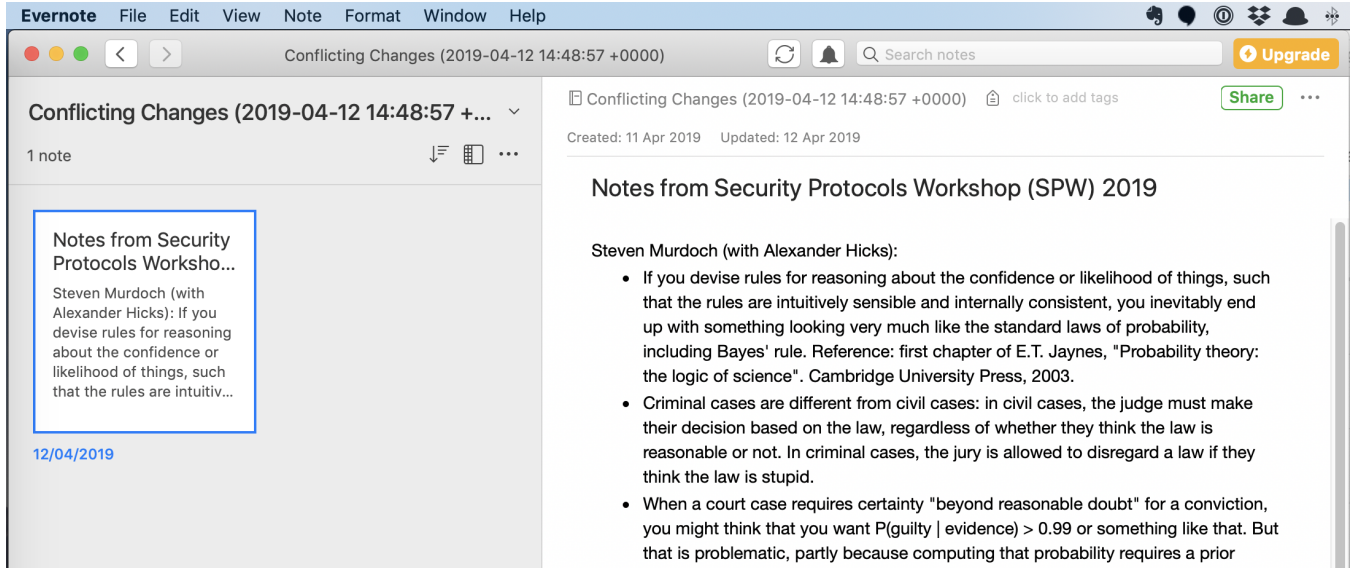 Evernote File Edit View Note Format Window Help
Conflicting Changes (2019-04-12 14:48:57 +0000)
Search notes
Upgrade
Conflicting Changes (2019-04-12 14:48:57 +...
1 note
Notes from Security
Protocols Worksho...
Steven Murdoch (with
Alexander Hicks): If you
devise rules for reasoning
about the confidence or
likelihood of things, such
that the rules are intuitiv...
12/04/2019
Conflicting Changes (2019-04-12 14:48:57 +0000)
click to add tags
Share
Created: 11 Apr 2019 Updated: 12 Apr 2019
Notes from Security Protocols Workshop (SPW) 2019
Steven Murdoch (with Alexander Hicks):
• If you devise rules for reasoning about the confidence or likelihood of things, such
that the rules are intuitively sensible and internally consistent, you inevitably end
up with something looking very much like the standard laws of probability,
including Bayes' rule. Reference: first chapter of E.T. Jaynes, "Probability theory:
the logic of science". Cambridge University Press, 2003.
• Criminal cases are different from civil cases: in civil cases, the judge must make
their decision based on the law, regardless of whether they think the law is
reasonable or not. In criminal cases, the jury is allowed to disregard a law if they
think the law is stupid.
• When a court case requires certainty "beyond reasonable doubt" for a conviction,
you might think that you want P(guilty | evidence) > 0.99 or something like that. But
that is problematic, partly because computing that probability requires a prior